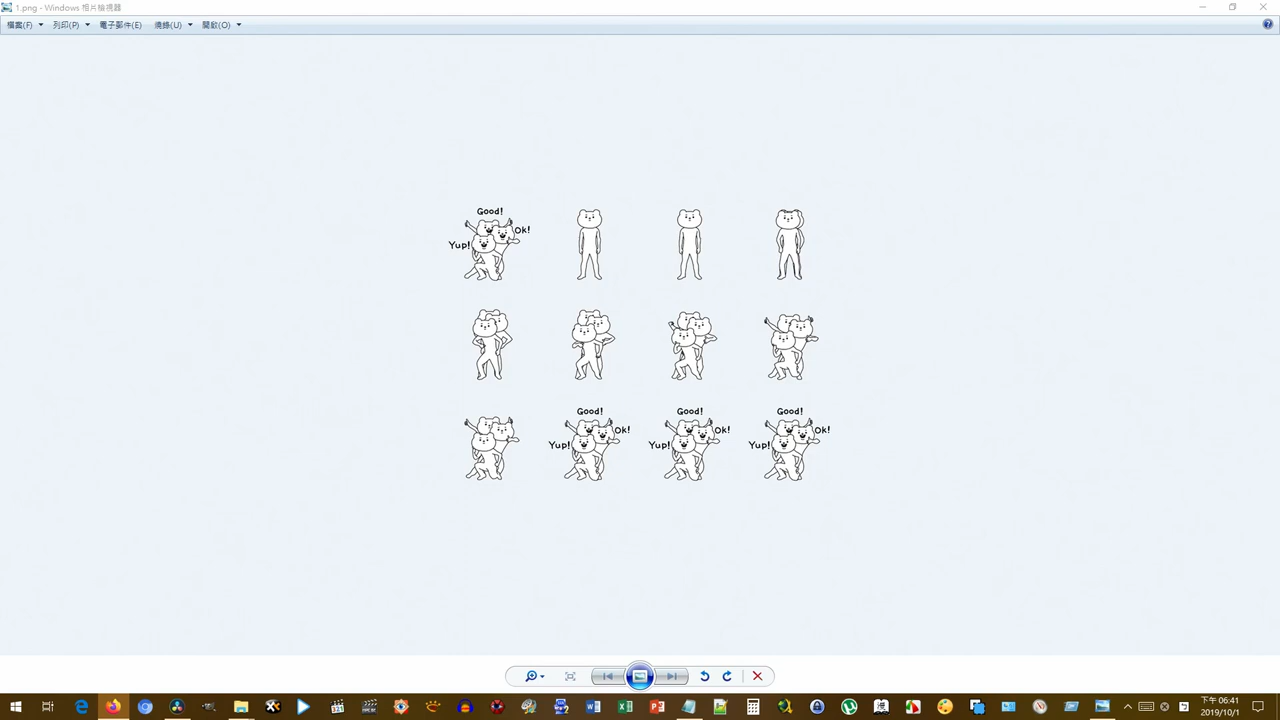 1.png - Windows 相片檢視器
檔案(F) 列印(P) 電子郵件(E) 燒錄(U) 開啟(O)
Good!
Ok!
Yup!
Good! Good! Good!
Ok! Ok! Ok!
Yup! Yup! Yup!
下午 06:41
2019/10/1